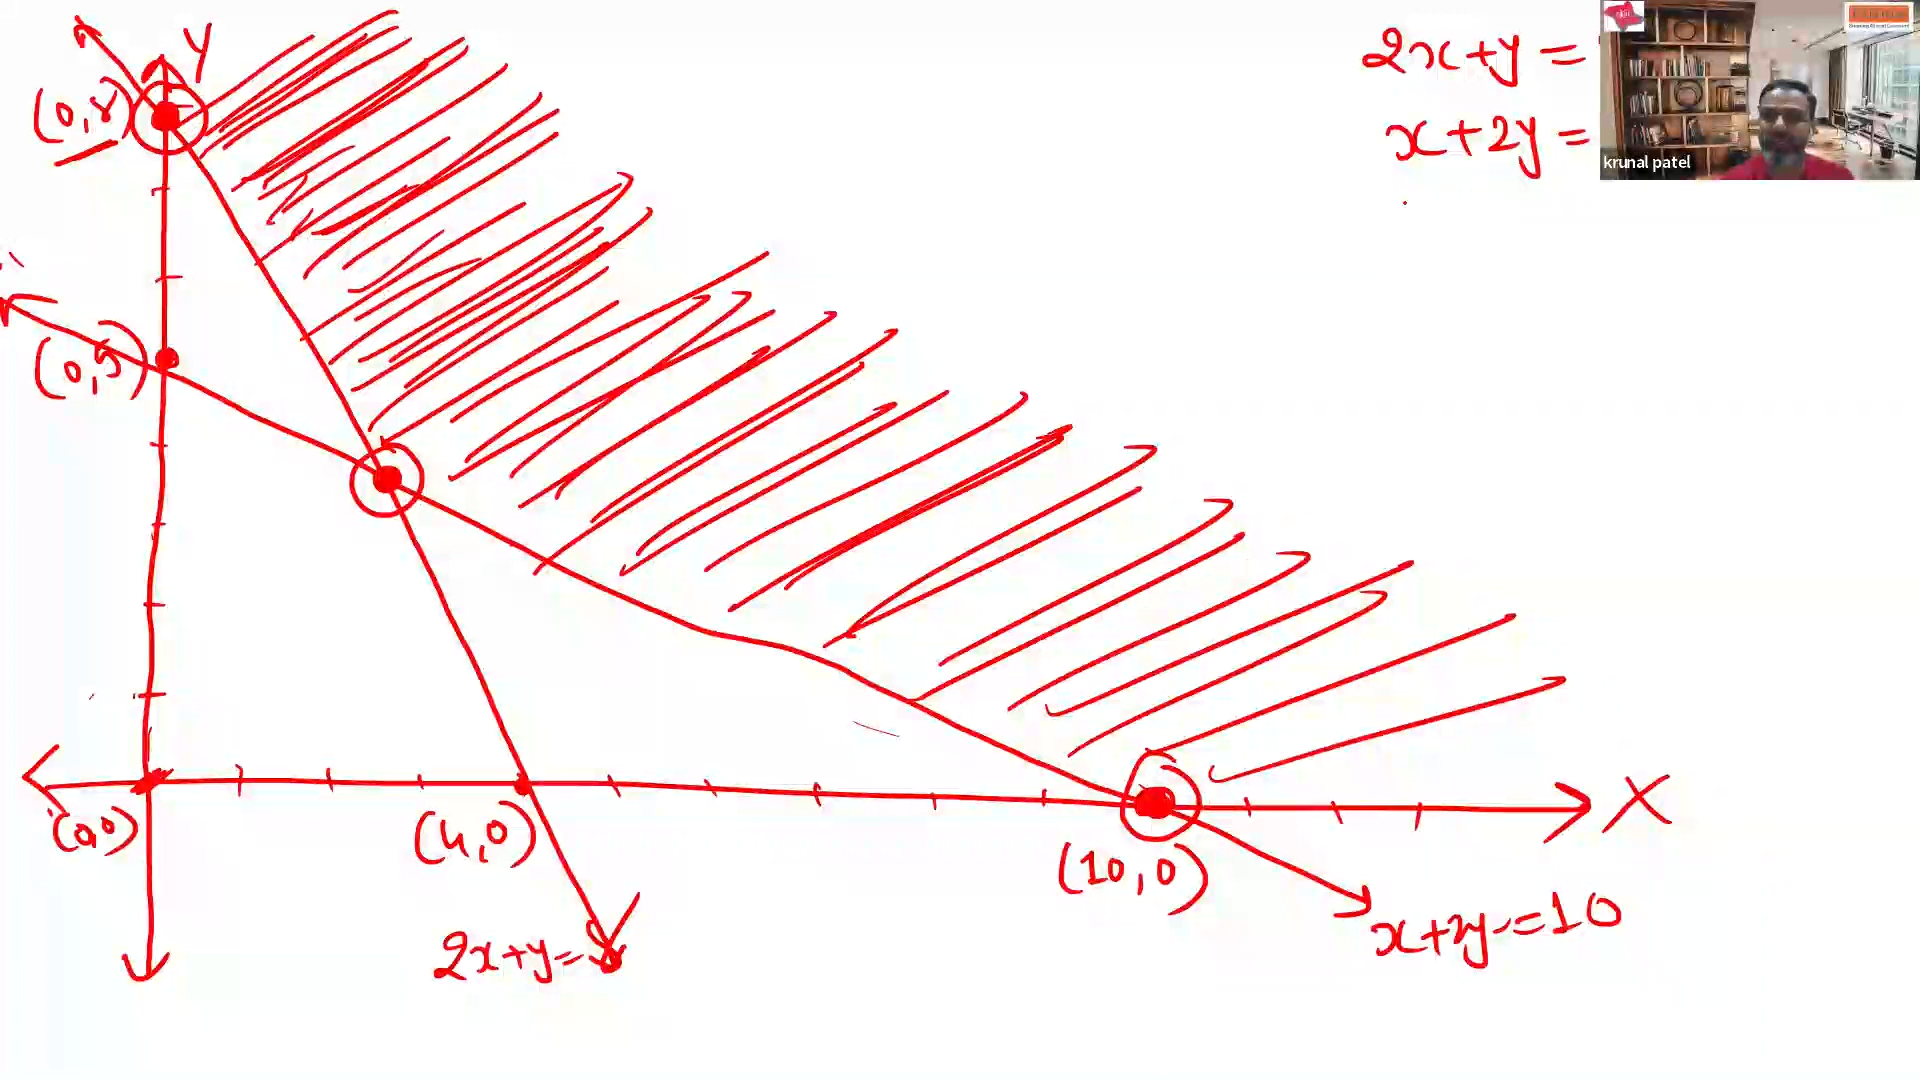 2x+y=
x+2y=
krunal patel
Y
(0,8)
(0,5)
(0,0)
(4,0)
(10,0)
X
2x+y=8
x+2y=10